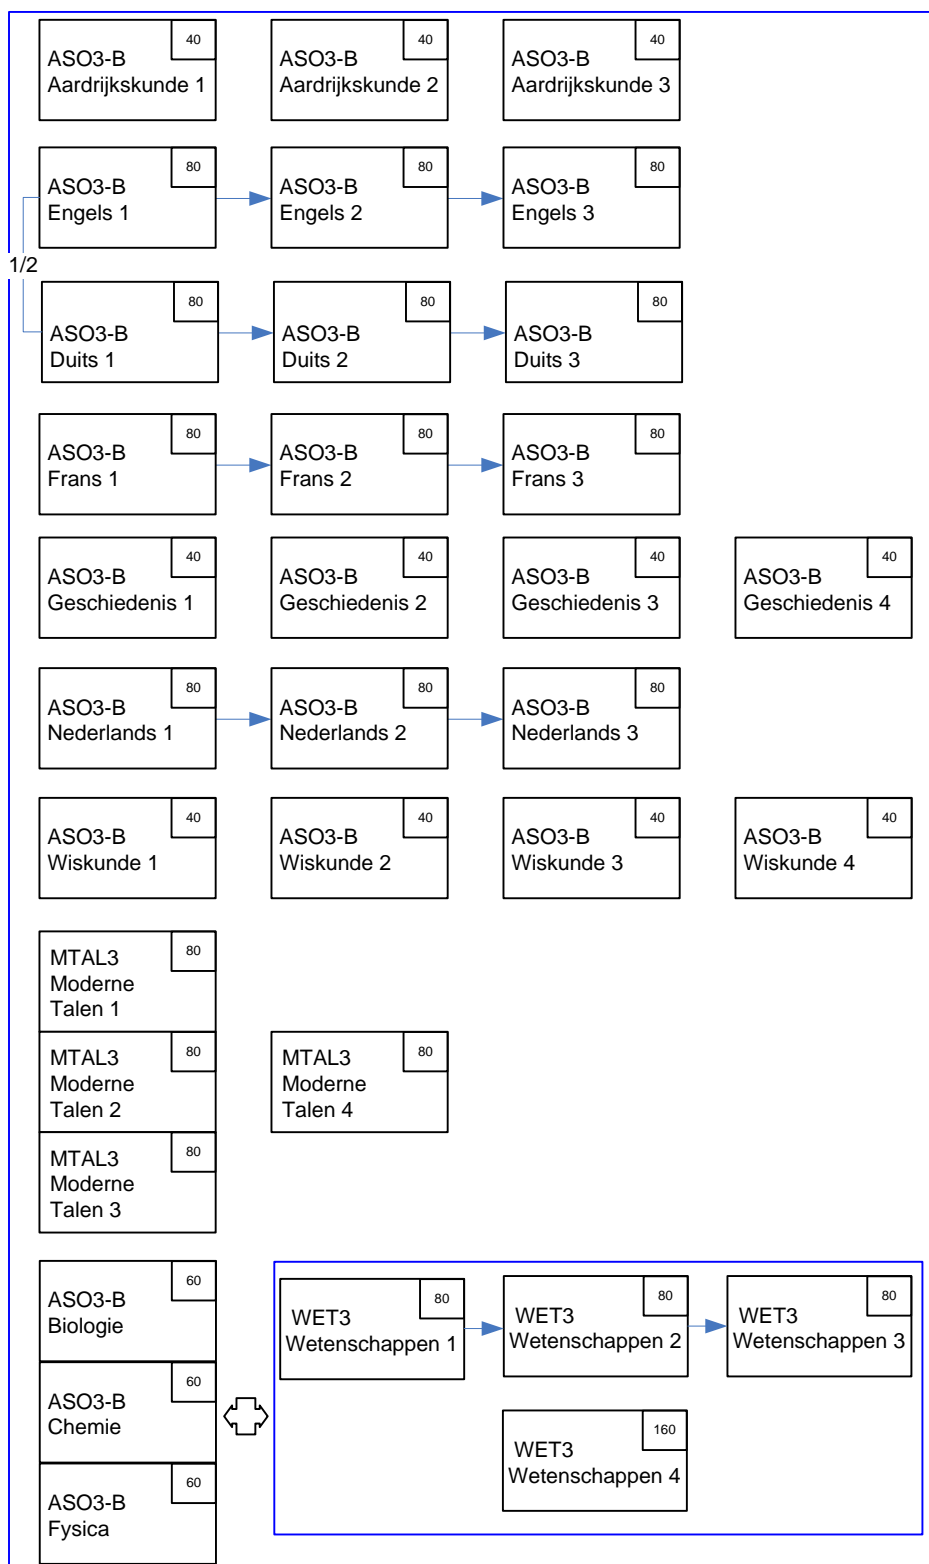 40
ASO3-B
Aardrijkskunde 1
40
ASO3-B
Aardrijkskunde 2
40
ASO3-B
Aardrijkskunde 3
80
ASO3-B
Engels 1
80
ASO3-B
Engels 2
80
ASO3-B
Engels 3
1/2
80
ASO3-B
Duits 1
80
ASO3-B
Duits 2
80
ASO3-B
Duits 3
80
ASO3-B
Frans 1
80
ASO3-B
Frans 2
80
ASO3-B
Frans 3
40
ASO3-B
Geschiedenis 1
40
ASO3-B
Geschiedenis 2
40
ASO3-B
Geschiedenis 3
40
ASO3-B
Geschiedenis 4
80
ASO3-B
Nederlands 1
80
ASO3-B
Nederlands 2
80
ASO3-B
Nederlands 3
40
ASO3-B
Wiskunde 1
40
ASO3-B
Wiskunde 2
40
ASO3-B
Wiskunde 3
40
ASO3-B
Wiskunde 4
80
MTAL3
Moderne
Talen 1
80
MTAL3
Moderne
Talen 2
80
MTAL3
Moderne
Talen 4
80
MTAL3
Moderne
Talen 3
60
ASO3-B
Biologie
80
WET3
Wetenschappen 1
80
WET3
Wetenschappen 2
80
WET3
Wetenschappen 3
60
ASO3-B
Chemie
160
WET3
Wetenschappen 4
60
ASO3-B
Fysica